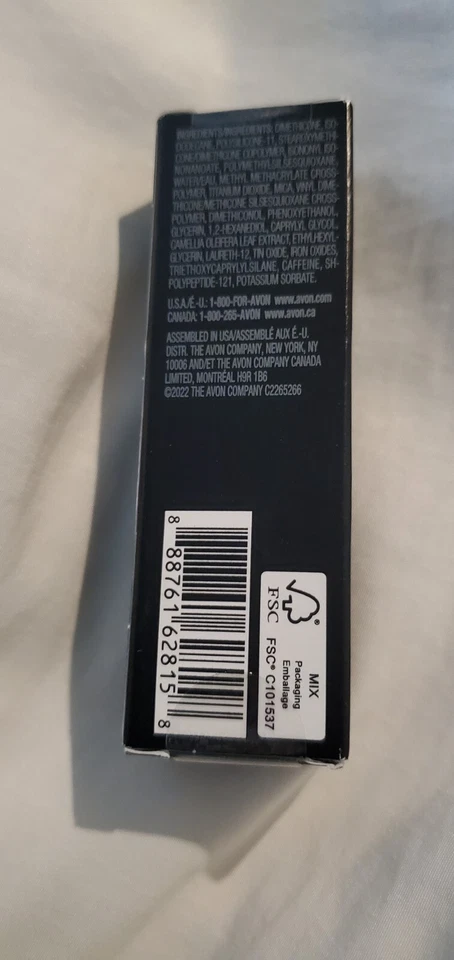 INGREDIENTS/INGRÉDIENTS: DIMETHICONE, ISO-
DODECANE, POLYSILICONE-11, STEAROXYMETHI-
CONE/DIMETHICONE COPOLYMER, ISONONYL ISO-
NONANOATE, POLYMETHYLSILSESQUIOXANE,
WATER/EAU, METHYL METHACRYLATE CROSS-
POLYMER, TITANIUM DIOXIDE, MICA, VINYL DIME-
THICONE/METHICONE SILSESQUIOXANE CROSS-
POLYMER, DIMETHICONOL, PHENOXYETHANOL,
GLYCERIN, 1,2-HEXANEDIOL, CAPRYLYL GLYCOL,
CAMELLIA OLEIFERA LEAF EXTRACT, ETHYLHEXYL-
GLYCERIN, LAURETH-12, TIN OXIDE, IRON OXIDES,
TRIETHOXYCAPRYLYLSILANE, CAFFEINE, SH-
POLYPEPTIDE-121, POTASSIUM SORBATE.
U.S.A./É.-U.: 1-800-FOR-AVON www.avon.com
CANADA: 1-800-265-AVON www.avon.ca
ASSEMBLED IN USA/ASSEMBLÉ AUX É.-U.
DISTR. THE AVON COMPANY, NEW YORK, NY
10006 AND/ET THE AVON COMPANY CANADA
LIMITED, MONTRÉAL H9R 1B6
©2022 THE AVON COMPANY C2265266
8 88761 62815 8
FSC®
MIX
Packaging
Emballage
FSC® C101537